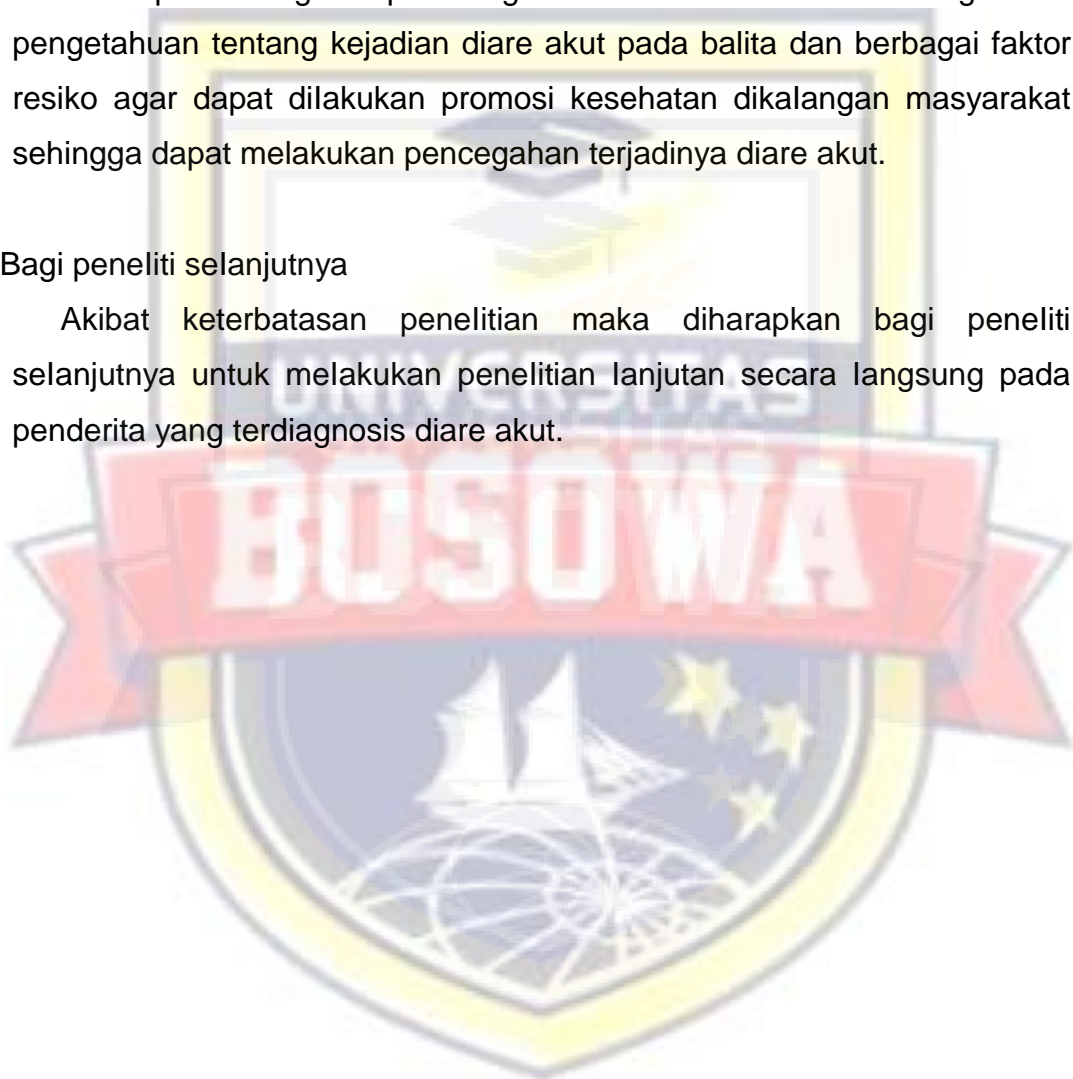 pengetahuan tentang kejadian diare akut pada balita dan berbagai faktor
resiko agar dapat dilakukan promosi kesehatan dikalangan masyarakat
sehingga dapat melakukan pencegahan terjadinya diare akut.
Bagi peneliti selanjutnya
Akibat keterbatasan penelitian maka diharapkan bagi peneliti
selanjutnya untuk melakukan penelitian lanjutan secara langsung pada
penderita yang terdiagnosis diare akut.
UNIVERSITAS
BOSOWA